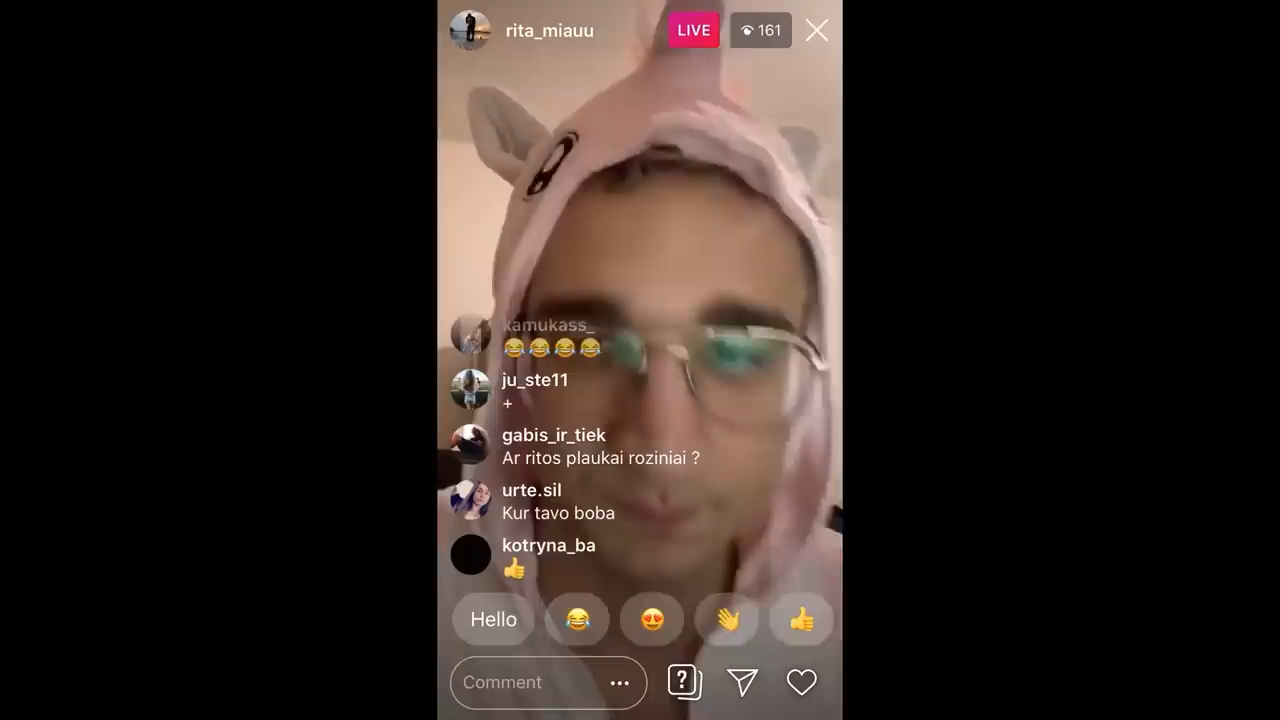 rita_miauu
LIVE
161
kamukass_
😂😂😂😂
ju_ste11
+
gabis_ir_tiek
Ar ritos plaukai roziniai ?
urte.sil
Kur tavo boba
kotryna_ba
👍
Hello 😂 😍 👋 👍
Comment